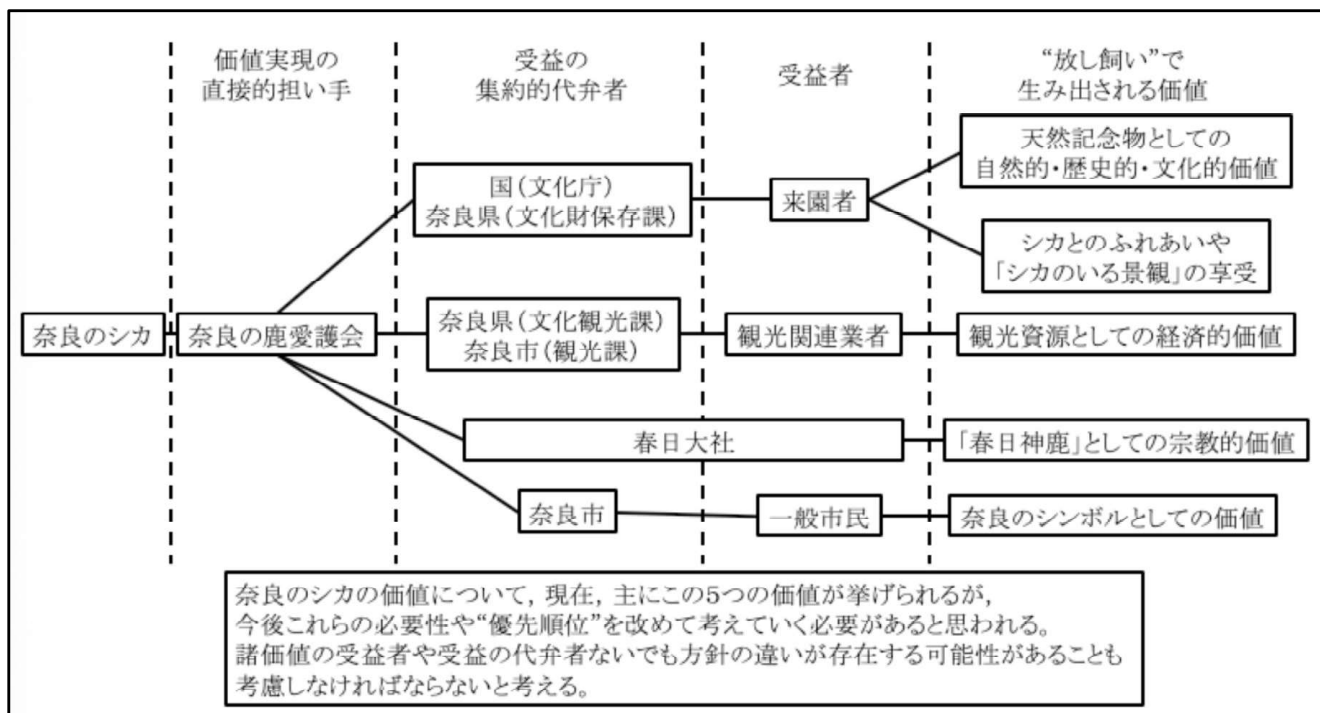 価値実現の
直接的担い手
受益の
集約的代弁者
受益者
“放し飼い”で
生み出される価値
天然記念物としての
自然的・歴史的・文化的価値
国(文化庁)
奈良県(文化財保存課)
来園者
シカとのふれあいや
「シカのいる景観」の享受
奈良のシカ
奈良の鹿愛護会
奈良県(文化観光課)
奈良市(観光課)
観光関連業者
観光資源としての経済的価値
春日大社
「春日神鹿」としての宗教的価値
奈良市
一般市民
奈良のシンボルとしての価値
奈良のシカの価値について, 現在, 主にこの5つの価値が挙げられるが,
今後これらの必要性や“優先順位”を改めて考えていく必要があると思われる。
諸価値の受益者や受益の代弁者ないでも方針の違いが存在する可能性があることも
考慮しなければならないと考える。